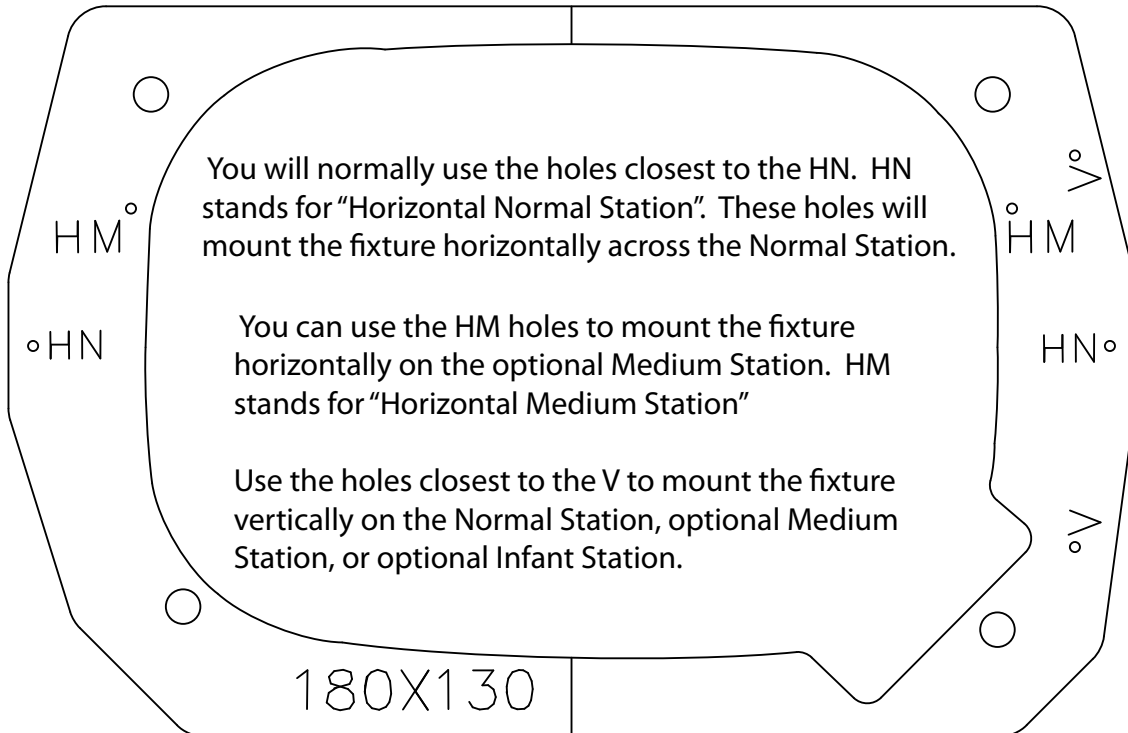 You will normally use the holes closest to the HN.  HN
stands for “Horizontal Normal Station”.  These holes will
mount the fixture horizontally across the Normal Station.
You can use the HM holes to mount the fixture
horizontally on the optional Medium Station.  HM
stands for “Horizontal Medium Station”
Use the holes closest to the V to mount the fixture
vertically on the Normal Station, optional Medium
Station, or optional Infant Station.
HM
HN
V
HM
HN
V
180X130